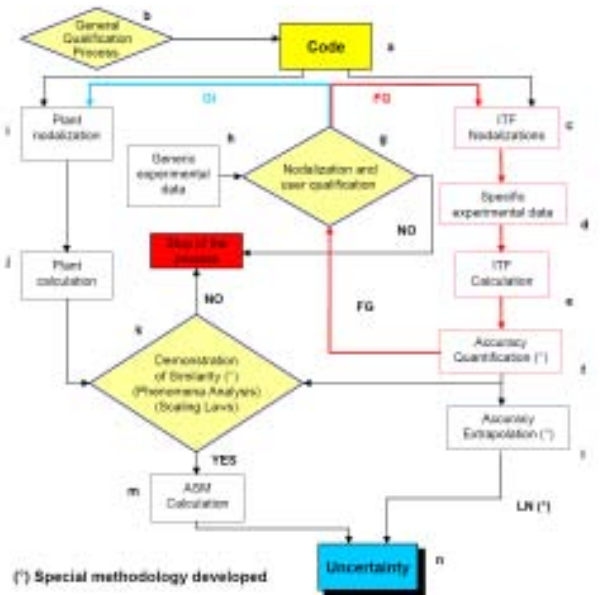 General
Qualification
Process
b
Code
a
GI
FG
i
Plant
nodalization
h
Generic
experimental
data
g
Nodalization and
user qualification
ITF
Nodalizations
c
Specific
experimental data
d
NO
Stop of the
process
j
Plant
calculation
ITF
Calculation
e
NO
FG
Demonstration
of Similarity (°)
(Phenomena Analysis)
(Scaling Laws)
Accuracy
Quantification (°)
f
Accuracy
Extrapolation (°)
YES
m
ASM
Calculation
LN (°)
Uncertainty
n
(°) Special methodology developed